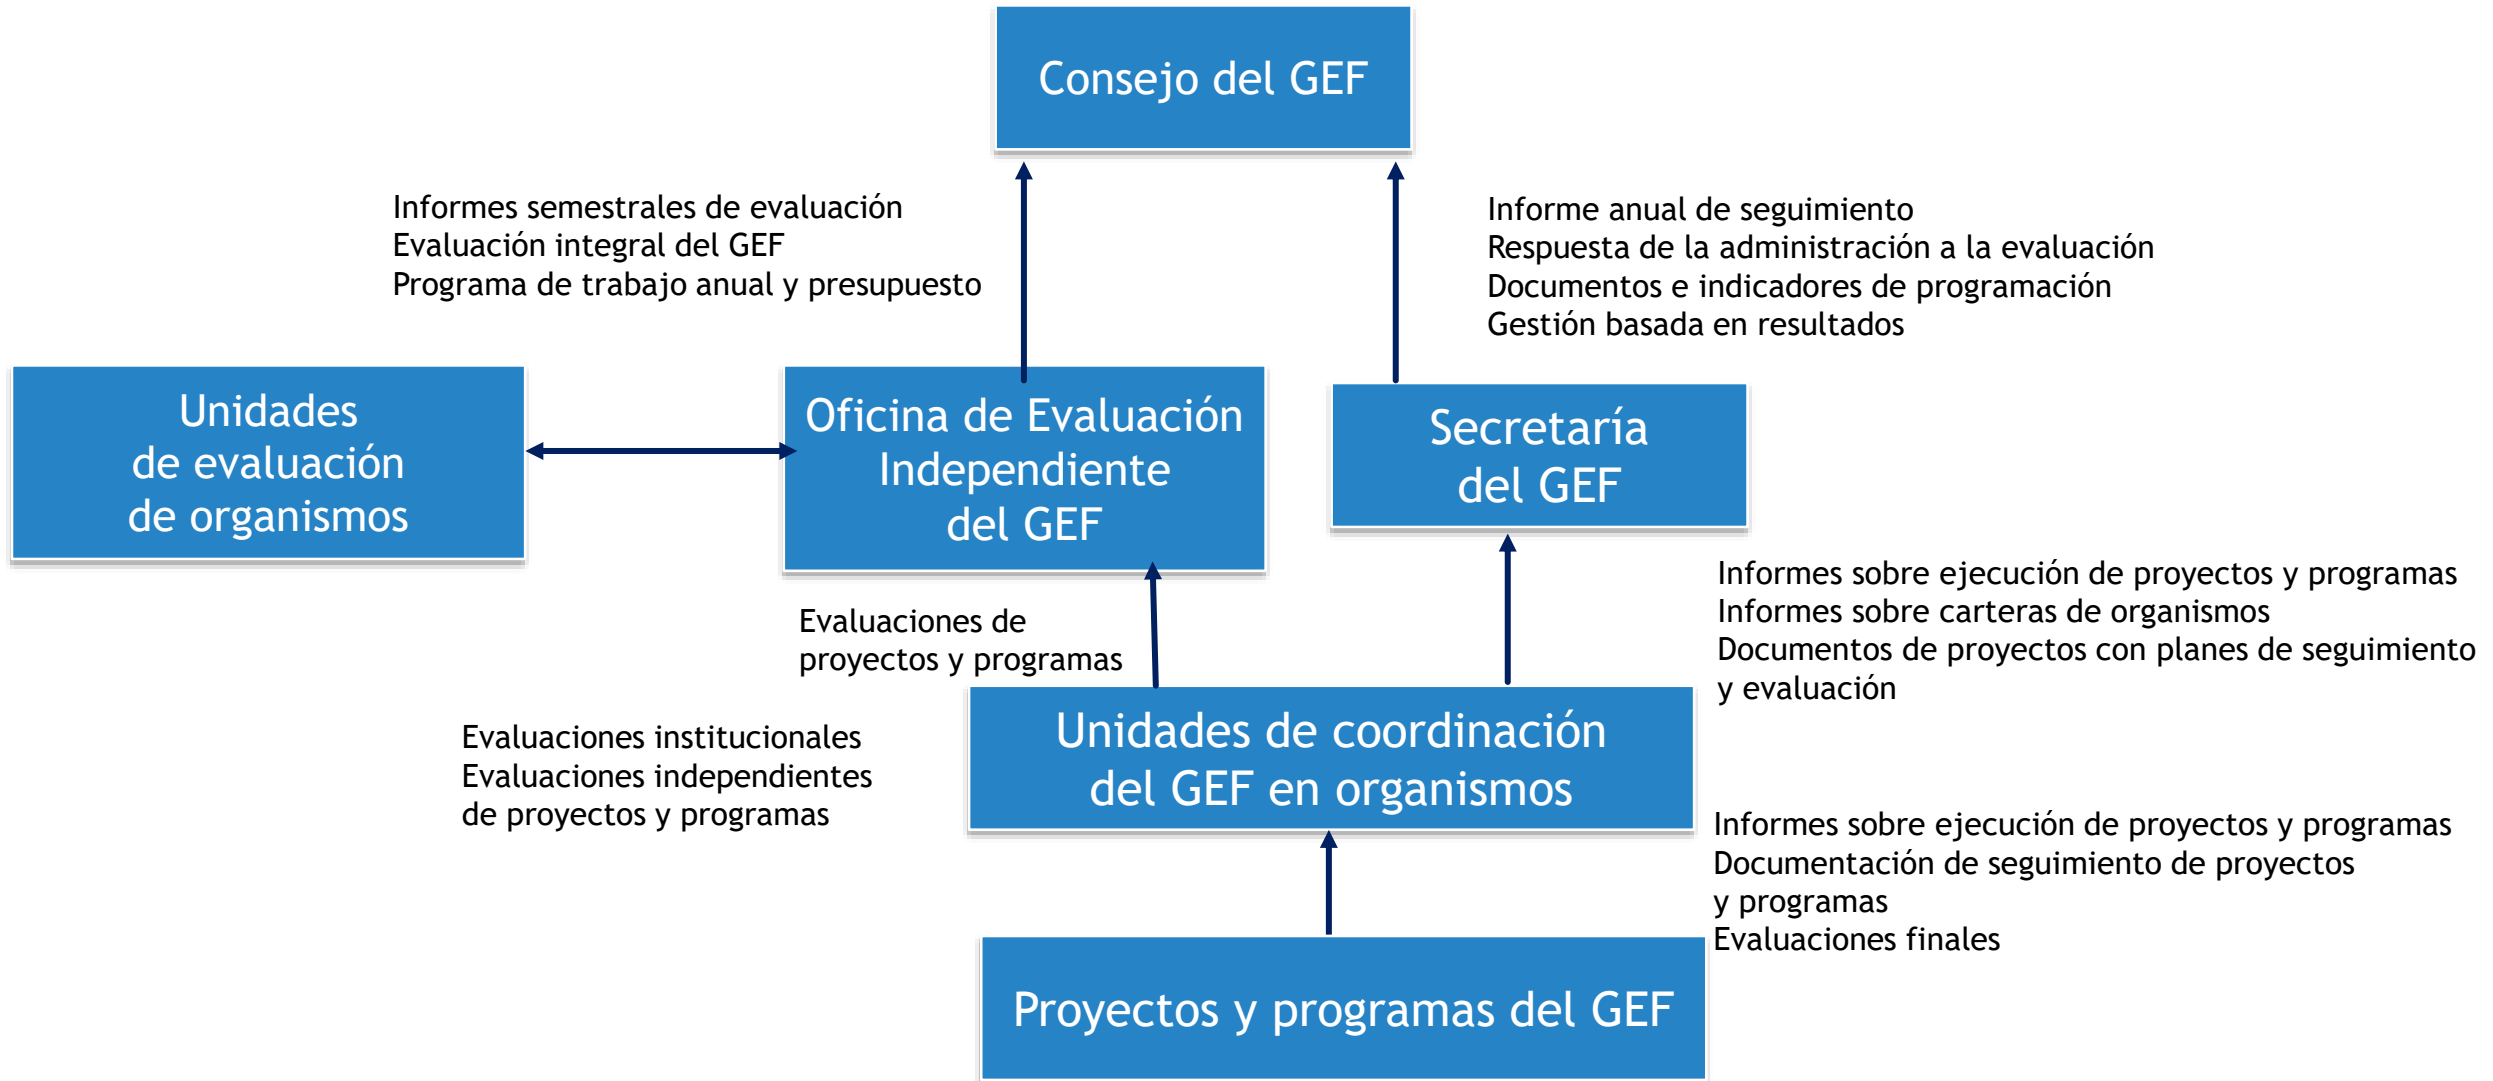 Consejo del GEF
Informes semestrales de evaluación
Evaluación integral del GEF
Programa de trabajo anual y presupuesto
Informe anual de seguimiento
Respuesta de la administración a la evaluación
Documentos e indicadores de programación
Gestión basada en resultados
Unidades
de evaluación
de organismos
Oficina de Evaluación
Independiente
del GEF
Secretaría
del GEF
Evaluaciones de
proyectos y programas
Informes sobre ejecución de proyectos y programas
Informes sobre carteras de organismos
Documentos de proyectos con planes de seguimiento
y evaluación
Evaluaciones institucionales
Evaluaciones independientes
de proyectos y programas
Unidades de coordinación
del GEF en organismos
Informes sobre ejecución de proyectos y programas
Documentación de seguimiento de proyectos
y programas
Evaluaciones finales
Proyectos y programas del GEF